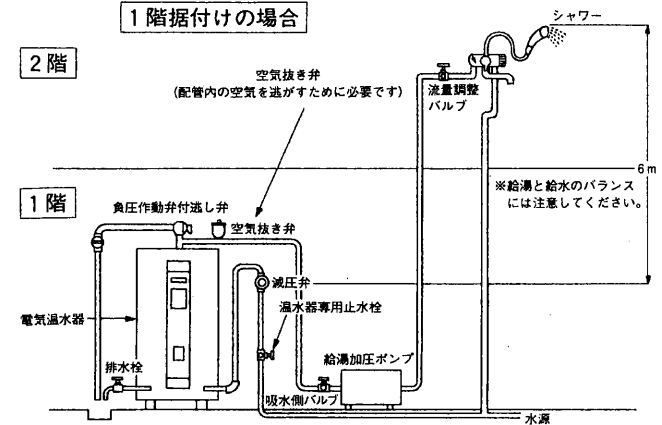 1階据付けの場合
シャワー
2階
空気抜き弁
(配管内の空気を逃がすために必要です)
流量調整
バルブ
6m
1階
※給湯と給水のバランス
には注意してください。
負圧作動弁付逃し弁
空気抜き弁
減圧弁
温水器専用止水栓
電気温水器
排水栓
給湯加圧ポンプ
吸水側バルブ
水源